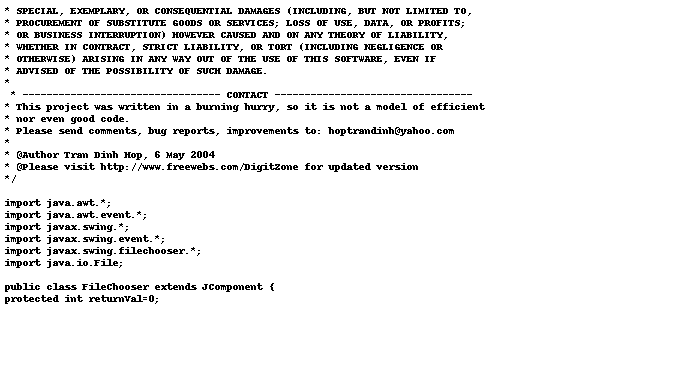 * SPECIAL, EXEMPLARY, OR CONSEQUENTIAL DAMAGES (INCLUDING, BUT NOT LIMITED TO,
* PROCUREMENT OF SUBSTITUTE GOODS OR SERVICES; LOSS OF USE, DATA, OR PROFITS;
* OR BUSINESS INTERRUPTION) HOWEVER CAUSED AND ON ANY THEORY OF LIABILITY,
* WHETHER IN CONTRACT, STRICT LIABILITY, OR TORT (INCLUDING NEGLIGENCE OR
* OTHERWISE) ARISING IN ANY WAY OUT OF THE USE OF THIS SOFTWARE, EVEN IF
* ADVISED OF THE POSSIBILITY OF SUCH DAMAGE.
*
* --------------------------------- CONTACT ---------------------------------
* This project was written in a burning hurry, so it is not a model of efficient
* nor even good code.
* Please send comments, bug reports, improvements to: hoptrandinh@yahoo.com
*
* @Author Tran Dinh Hop, 6 May 2004
* @Please visit http://www.freewebs.com/DigitZone for updated version
*/
import java.awt.*;
import java.awt.event.*;
import javax.swing.*;
import javax.swing.event.*;
import javax.swing.filechooser.*;
import java.io.File;
public class FileChooser extends JComponent {
protected int returnVal=0;